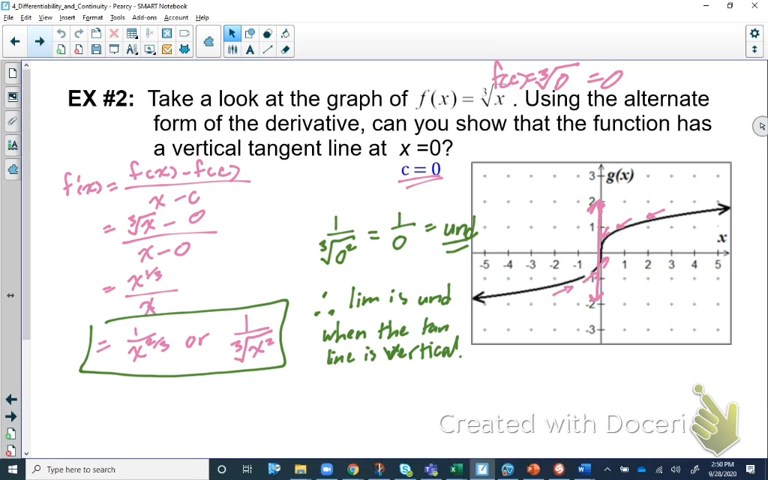 4_Differentiability_and_Continuity - Pearcy - SMART Notebook
File Edit View Insert Format Tools Add-ons Account Help
f(c) = ∛0 = 0
EX #2: Take a look at the graph of f(x) = ∛x . Using the alternate
form of the derivative, can you show that the function has
a vertical tangent line at x =0?
c = 0
f'(x) = f(x) - f(c) / x - c
= ∛x - 0 / x - 0
= x^1/3 / x
= 1/x^2/3 or 1/∛x²
1/∛0² = 1/0 = und
∴ lim is und
when the tan
line is vertical.
g(x)
3
2
1
x
-5 -4 -3 -2 -1 1 2 3 4 5
-2
-3
Created with Doceri
Type here to search
2:50 PM
9/28/2020